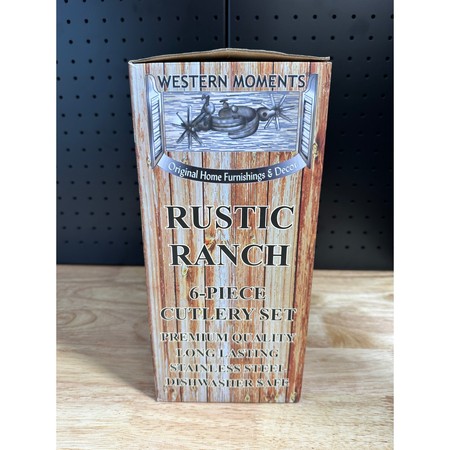 WESTERN MOMENTS
Original Home Furnishings & Decor
RUSTIC
RANCH
6-PIECE
CUTLERY SET
PREMIUM QUALITY
LONG LASTING
STAINLESS STEEL
DISHWASHER SAFE